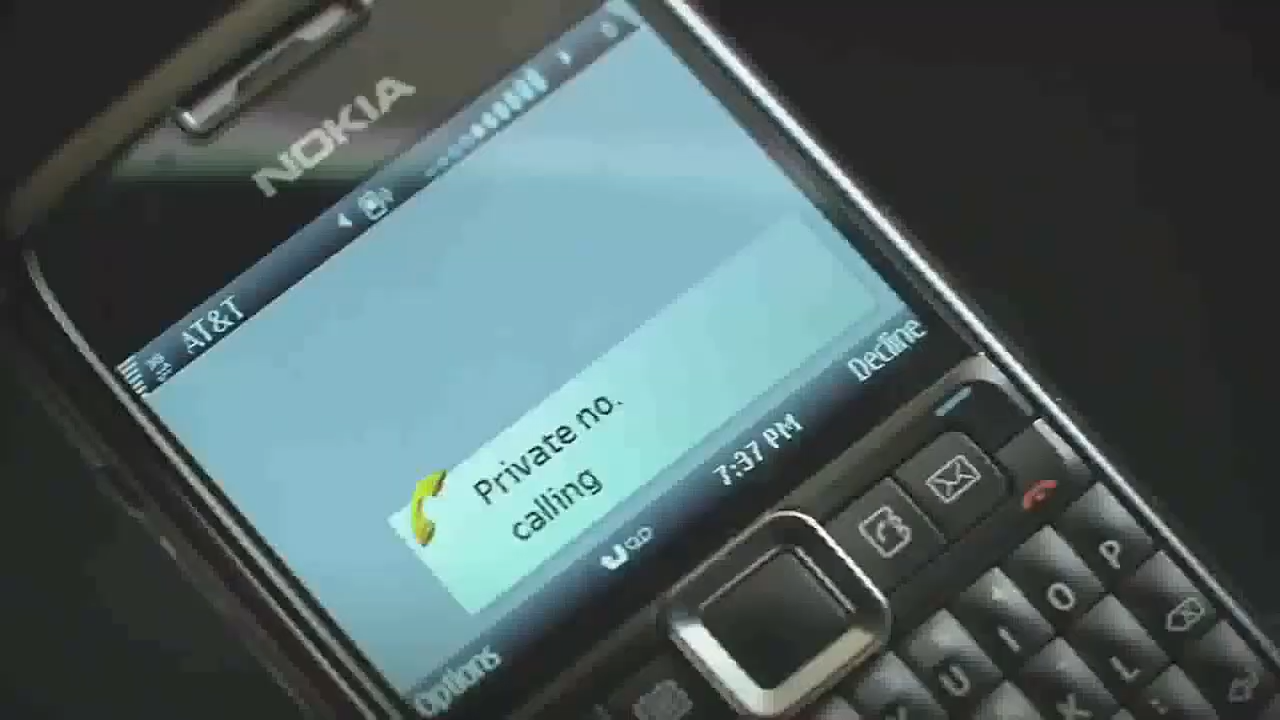 NOKIA
AT&T
Private no.
calling
7:37 PM
Decline
Options
P
O
I
U
L
K